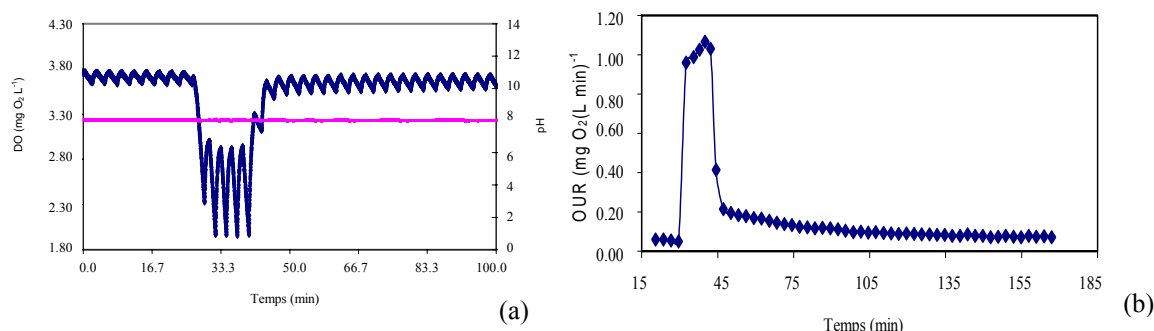 4.30
3.80
3.30
2.80
2.30
1.80
DO (mg O2 L-1)
14
12
10
8
6
4
2
0
pH
0.0 16.7 33.3 50.0 66.7 83.3 100.0
Temps (min)
(a)
1.20
1.00
0.80
0.60
0.40
0.20
0.00
OUR (mg O2(L min)-1
15 45 75 105 135 165 185
Temps (min)
(b)